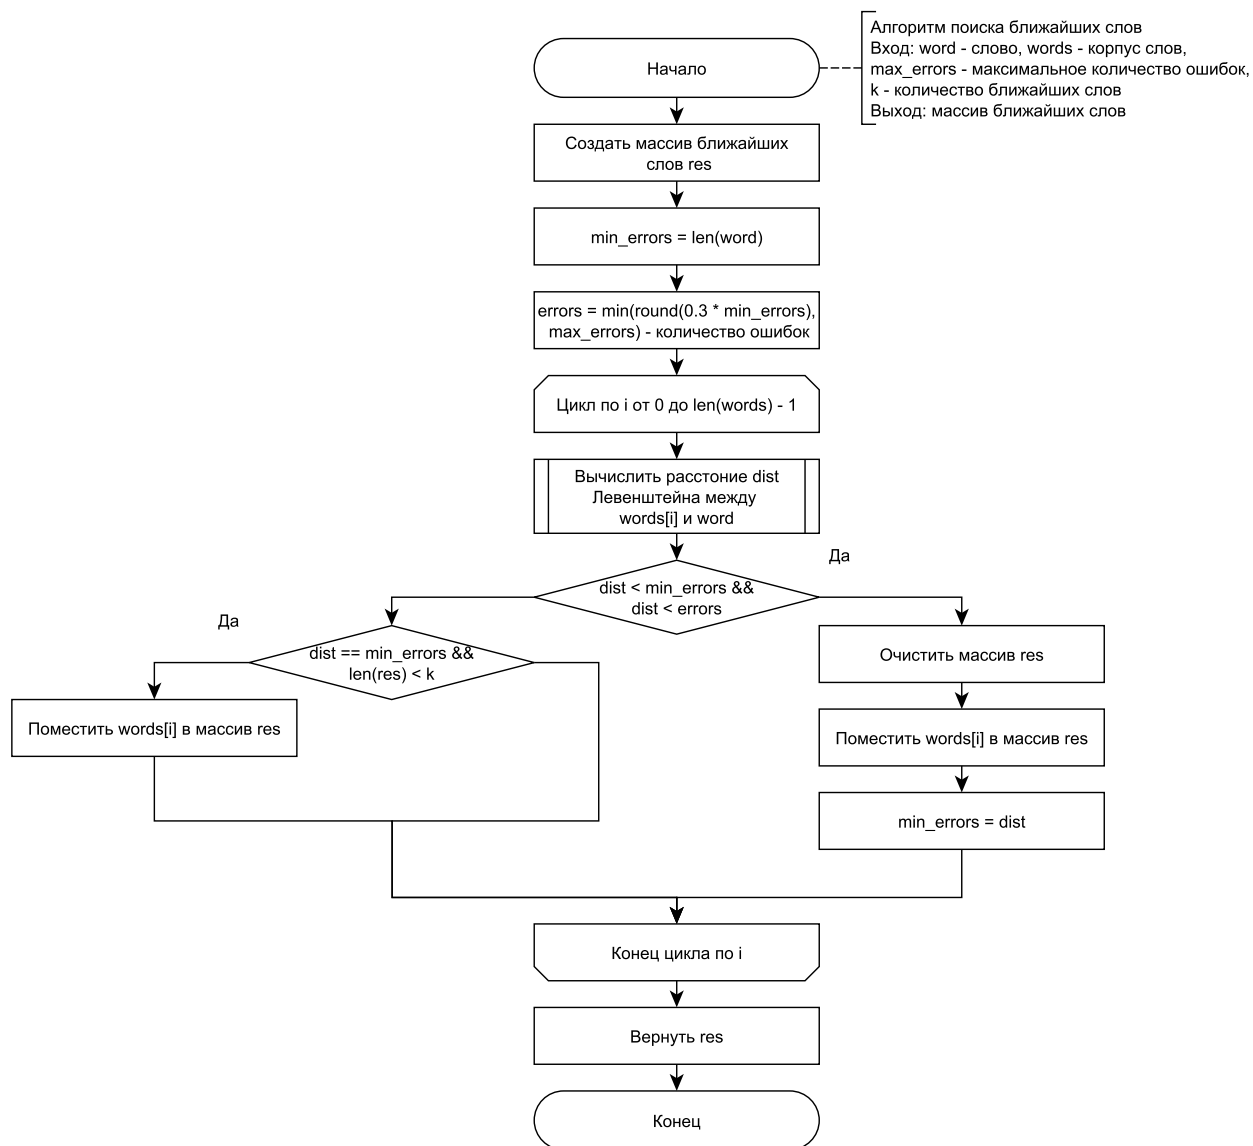 Алгоритм поиска ближайших слов
Вход: word - слово, words - корпус слов,
max_errors - максимальное количество ошибок,
k - количество ближайших слов
Выход: массив ближайших слов
Начало
Создать массив ближайших
слов res
min_errors = len(word)
errors = min(round(0.3 * min_errors),
max_errors) - количество ошибок
Цикл по i от 0 до len(words) - 1
Вычислить расстоние dist
Левенштейна между
words[i] и word
Да
dist < min_errors &&
dist < errors
Да
dist == min_errors &&
len(res) < k
Очистить массив res
Поместить words[i] в массив res
Поместить words[i] в массив res
min_errors = dist
Конец цикла по i
Вернуть res
Конец